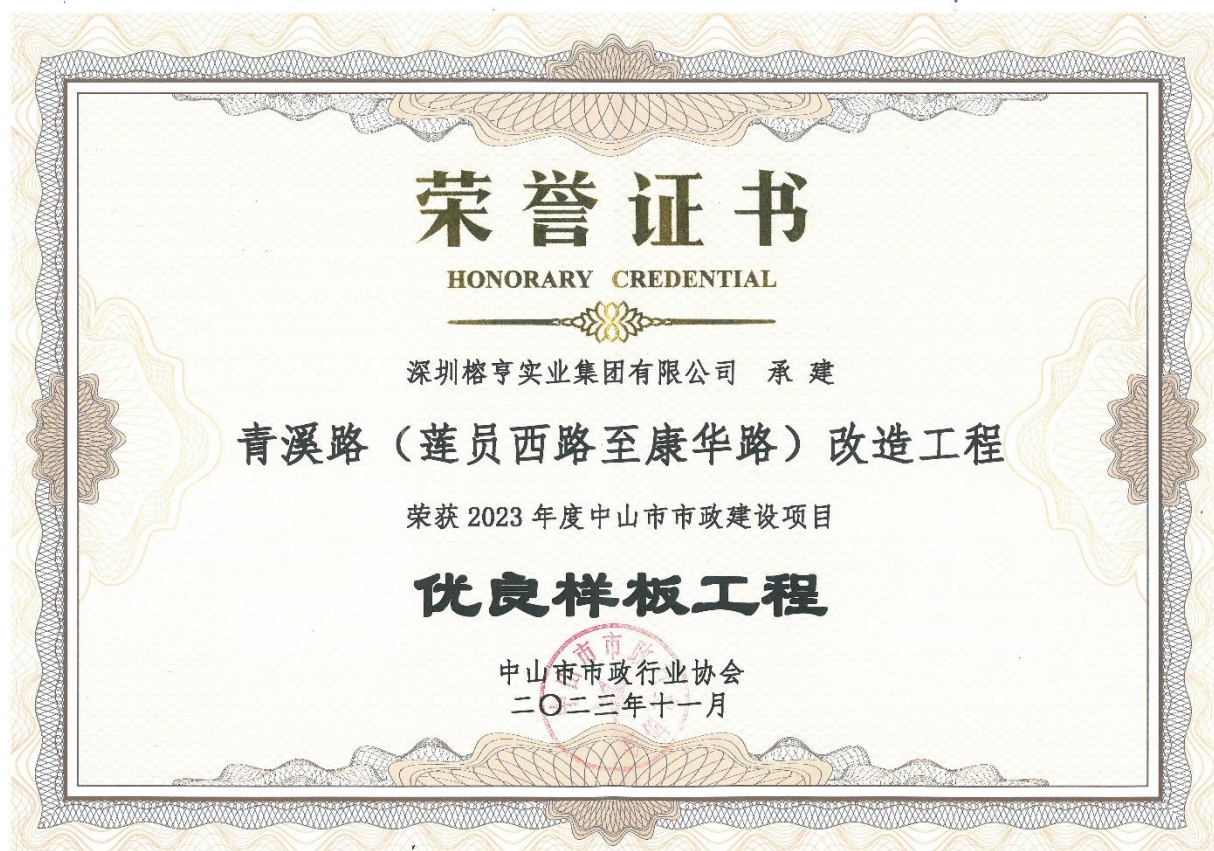 荣誉证书
HONORARY CREDENTIAL
深圳榕亨实业集团有限公司 承 建
青溪路（莲员西路至康华路）改造工程
荣获 2023 年度中山市市政建设项目
优良样板工程
中山市市政行业协会
二〇二三年十一月